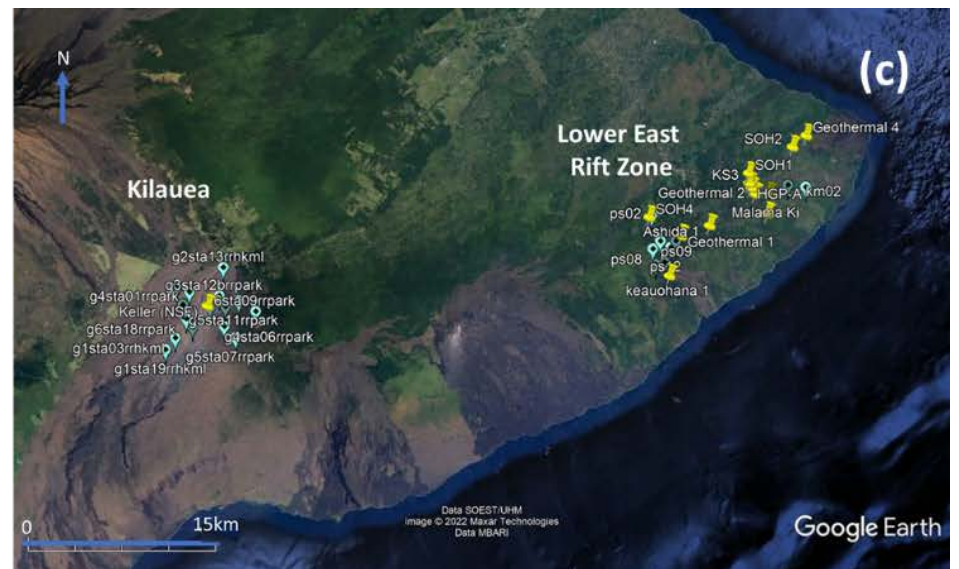 (c)
N
Lower East
Rift Zone
Kilauea
Geothermal 4
SOH2
SOH1
KS3
Geothermal 2
HGP-A
km02
Malama Ki
ps02
SOH4
Ashida 1
Geothermal 1
ps09
ps08
keauohana 1
g2sta13rrhkml
g3sta12brrpark
g4sta01rrpark
6sta09rrpark
Keller (NSF)
g5sta11rrpark
g6sta18rrpark
sta06rrpark
g1sta03rrhkml
g5sta07rrpark
g1sta19rrhkml
0
15km
Data SOEST/UHM
Image © 2022 Maxar Technologies
Data MBARI
Google Earth